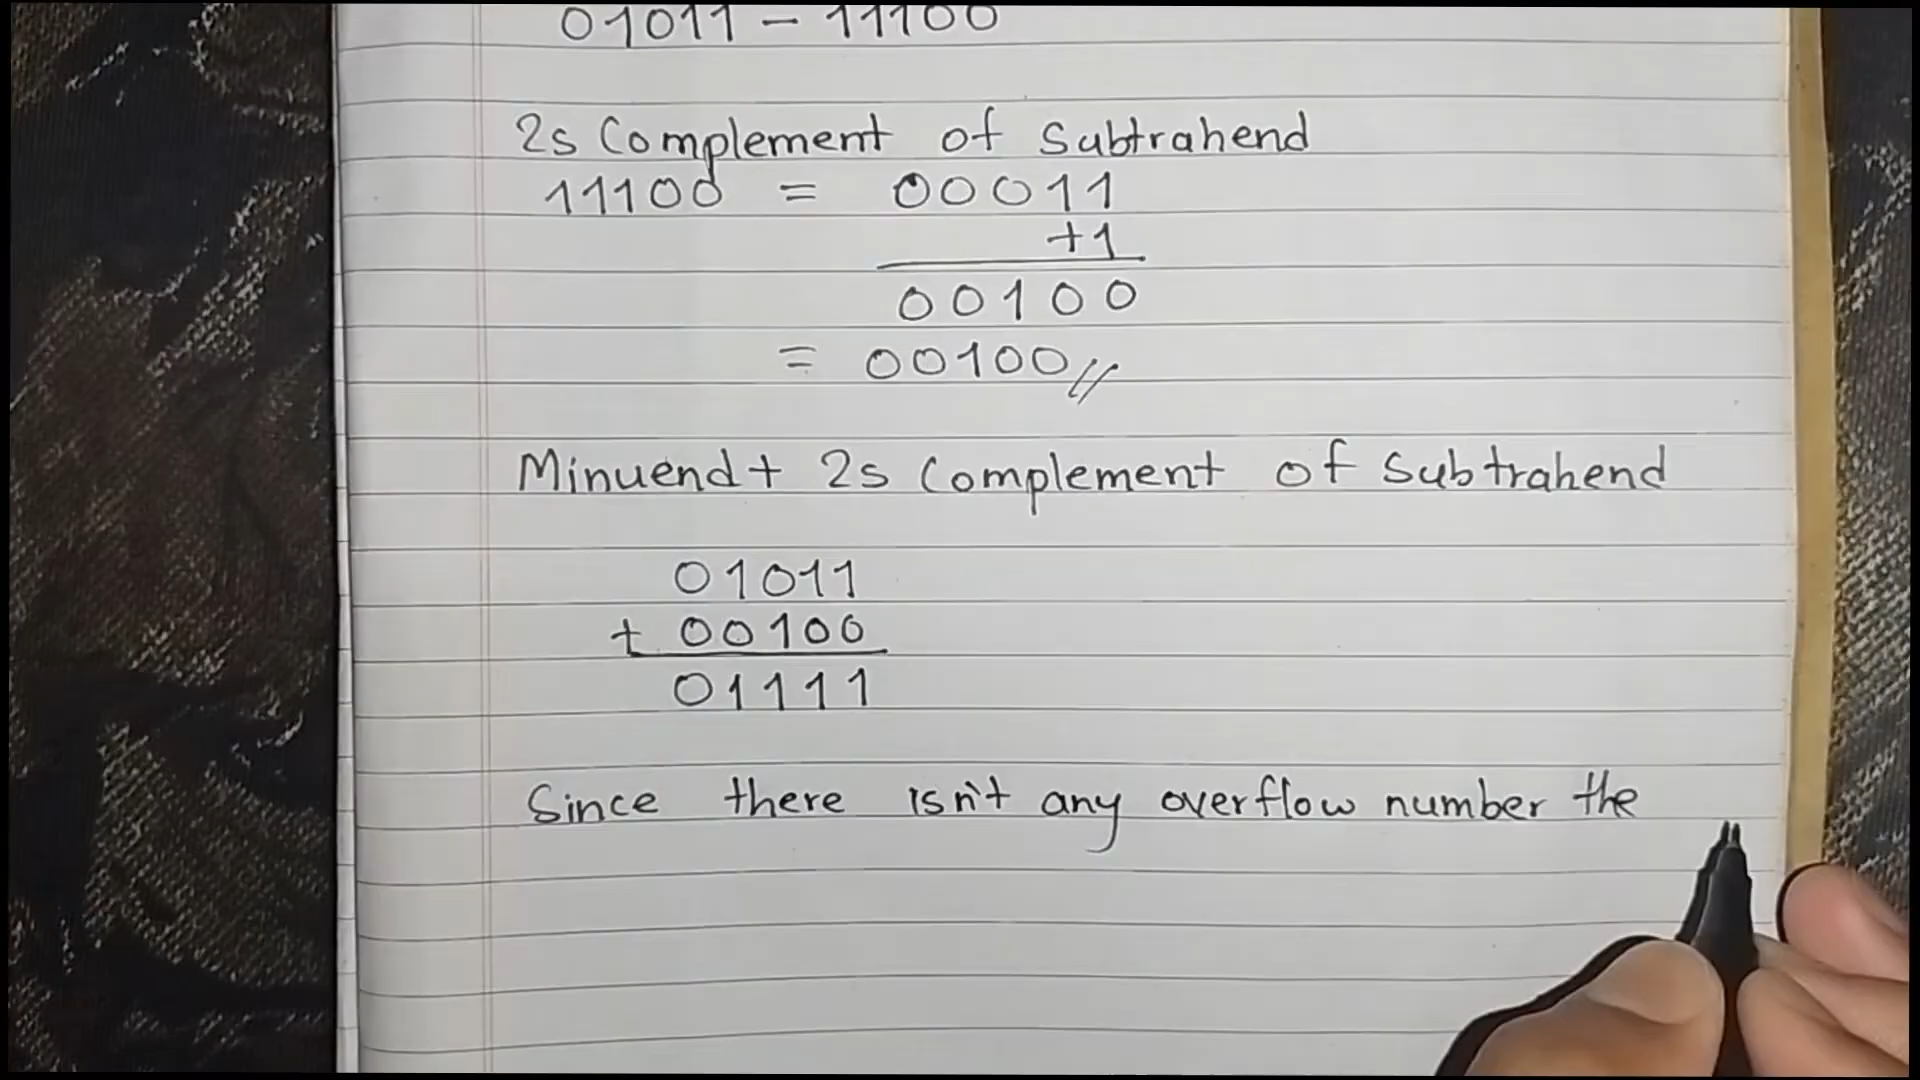 01011 - 11100
2s Complement of Subtrahend
11100 = 00011
+1
00100
= 00100//
Minuend + 2s Complement of Subtrahend
01011
+ 00100
01111
Since there isn't any overflow number the